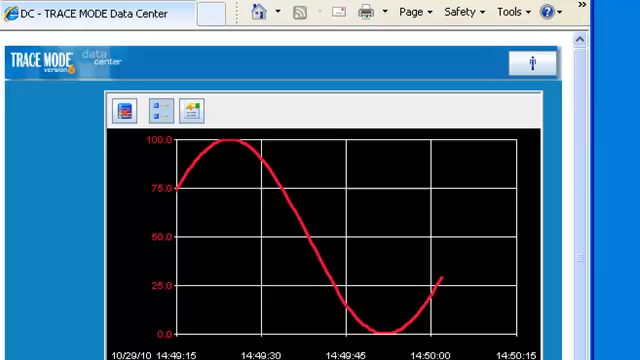 DC - TRACE MODE Data Center
Page
Safety
Tools
TRACE MODE
version 6
data
center
100.0
75.0
50.0
25.0
0.0
10/29/10 14:49:15 14:49:30 14:49:45 14:50:00 14:50:15